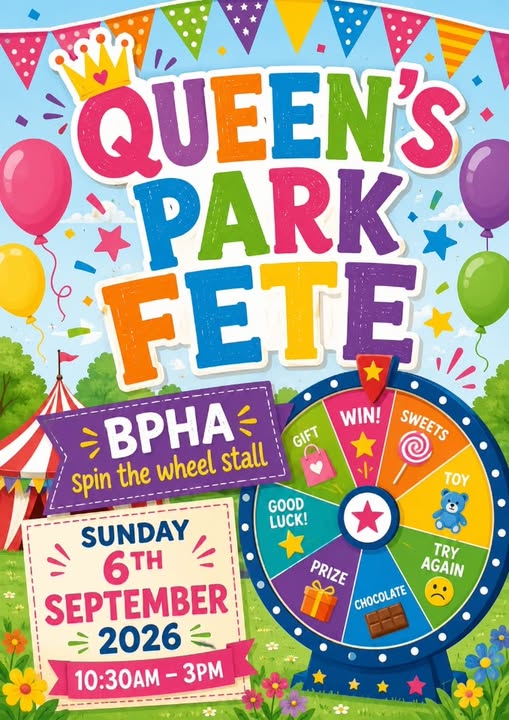 QUEEN'S
PARK
FETE
BPHA
spin the wheel stall
SUNDAY
6TH
SEPTEMBER
2026
10:30AM – 3PM
WIN!
SWEETS
TOY
TRY
AGAIN
CHOCOLATE
PRIZE
GOOD
LUCK!
GIFT